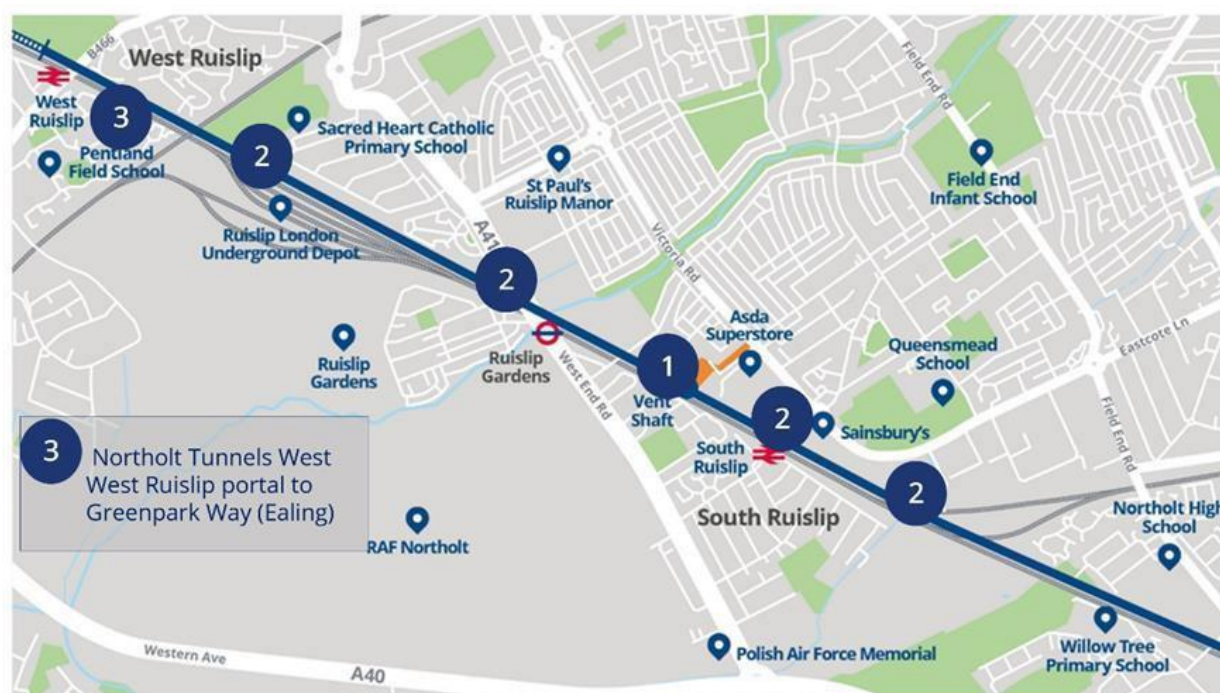 B466
West Ruislip
West
Ruislip
3
Pentland
Field School
2
Sacred Heart Catholic
Primary School
St Paul's
Ruislip Manor
Field End Rd
Field End
Infant School
Ruislip London
Underground Depot
A41
Victoria Rd
2
Ruislip
Gardens
Ruislip
Gardens
West End Rd
1
Vent
Shaft
Asda
Superstore
Queensmead
School
Eastcote Ln
2
Sainsbury's
South
Ruislip
Field End Rd
2
South Ruislip
Northolt High
School
3
Northolt Tunnels West
West Ruislip portal to
Greenpark Way (Ealing)
RAF Northolt
Western Ave
A40
Polish Air Force Memorial
Willow Tree
Primary School